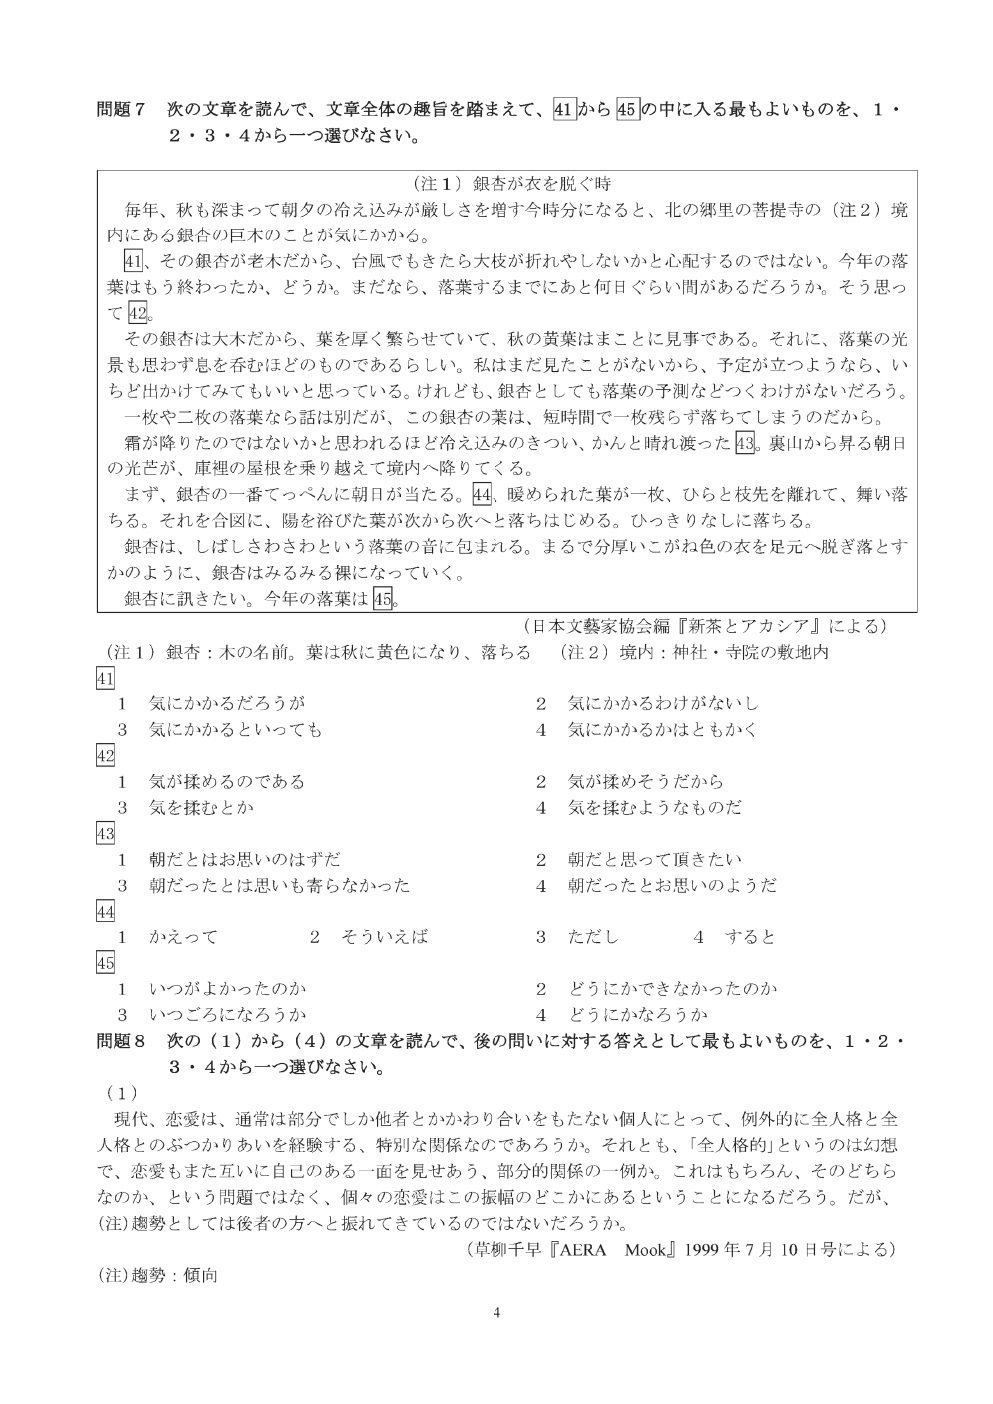 問題７　次の文章を読んで、文章全体の趣旨を踏まえて、41から45の中に入る最もよいものを、１・
２・３・４から一つ選びなさい。
（注１）銀杏が衣を脱ぐ時
毎年、秋も深まって朝夕の冷え込みが厳しさを増す今時分になると、北の郷里の菩提寺の（注２）境
内にある銀杏の巨木のことが気にかかる。
41、その銀杏が老木だから、台風でもきたら大枝が折れやしないかと心配するのではない。今年の落
葉はもう終わったか、どうか。まだなら、落葉するまでにあと何日ぐらい間があるだろうか。そう思っ
て42。
その銀杏は大木だから、葉を厚く繁らせていて、秋の黄葉はまことに見事である。それに、落葉の光
景も思わず息を呑むほどのものであるらしい。私はまだ見たことがないから、予定が立つようなら、い
ちど出かけてみてもいいと思っている。けれども、銀杏としても落葉の予測などつくわけがないだろう。
一枚や二枚の落葉なら話は別だが、この銀杏の葉は、短時間で一枚残らず落ちてしまうのだから。
霜が降りたのではないかと思われるほど冷え込みのきつい、かんと晴れ渡った43。裏山から昇る朝日
の光芒が、庫裡の屋根を乗り越えて境内へ降りてくる。
まず、銀杏の一番てっぺんに朝日が当たる。44、暖められた葉が一枚、ひらと枝先を離れて、舞い落
ちる。それを合図に、陽を浴びた葉が次から次へと落ちはじめる。ひっきりなしに落ちる。
銀杏は、しばしさわさわという落葉の音に包まれる。まるで分厚いこがね色の衣を足元へ脱ぎ落とす
かのように、銀杏はみるみる裸になっていく。
銀杏に訊きたい。今年の落葉は45。
（日本文藝家協会編『新茶とアカシア』による）
（注１）銀杏：木の名前。葉は秋に黄色になり、落ちる　（注２）境内：神社・寺院の敷地内
41
1　気にかかるだろうが　2　気にかかるわけがないし
3　気にかかるといっても　4　気にかかるかはともかく
42
1　気が揉めるのである　2　気が揉めそうだから
3　気を揉むとか　4　気を揉むようなものだ
43
1　朝だとはお思いのはずだ　2　朝だと思って頂きたい
3　朝だったとは思いも寄らなかった　4　朝だったとお思いのようだ
44
1　かえって　2　そういえば　3　ただし　4　すると
45
1　いつがよかったのか　2　どうにかできなかったのか
3　いつごろになろうか　4　どうにかなろうか
問題８　次の（１）から（４）の文章を読んで、後の問いに対する答えとして最もよいものを、１・２・
３・４から一つ選びなさい。
（１）
現代、恋愛は、通常は部分でしか他者とかかわり合いをもたない個人にとって、例外的に全人格と全
人格とのぶつかりあいを経験する、特別な関係なのであろうか。それとも、「全人格的」というのは幻想
で、恋愛もまた互いに自己のある一面を見せあう、部分的関係の一例か。これはもちろん、そのどちら
なのか、という問題ではなく、個々の恋愛はこの振幅のどこかにあるということになるだろう。だが、
(注)趨勢としては後者の方へと振れてきているのではないだろうか。
（草柳千早『AERA　Mook』1999 年 7 月 10 日号による）
(注)趨勢：傾向
4